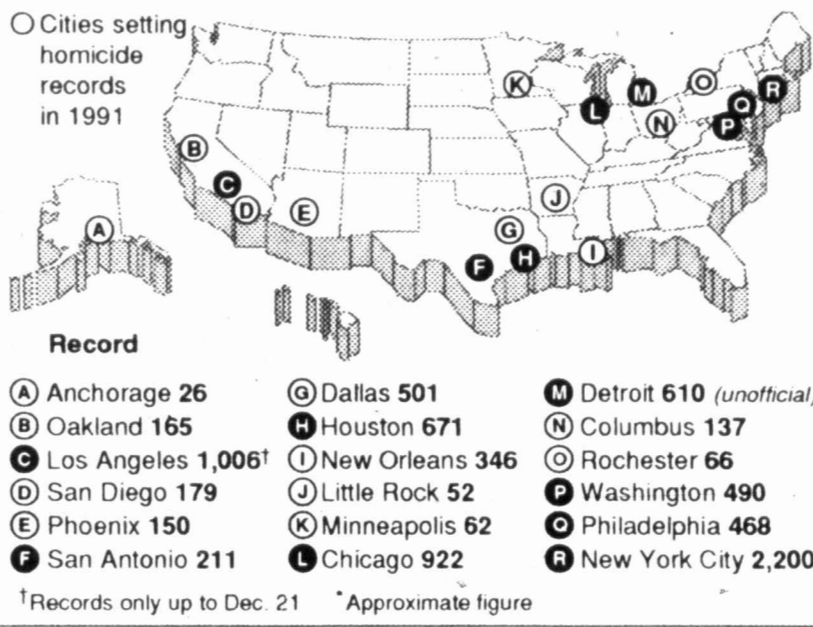 Cities setting
homicide
records
in 1991
A
B
C
D
E
F
G
H
I
J
K
L
M
N
O
P
Q
R
Record
A Anchorage 26
B Oakland 165
C Los Angeles 1,006†
D San Diego 179
E Phoenix 150
F San Antonio 211
G Dallas 501
H Houston 671
I New Orleans 346
J Little Rock 52
K Minneapolis 62
L Chicago 922
M Detroit 610 (unofficial)
N Columbus 137
O Rochester 66
P Washington 490
Q Philadelphia 468
R New York City 2,200
†Records only up to Dec. 21 *Approximate figure